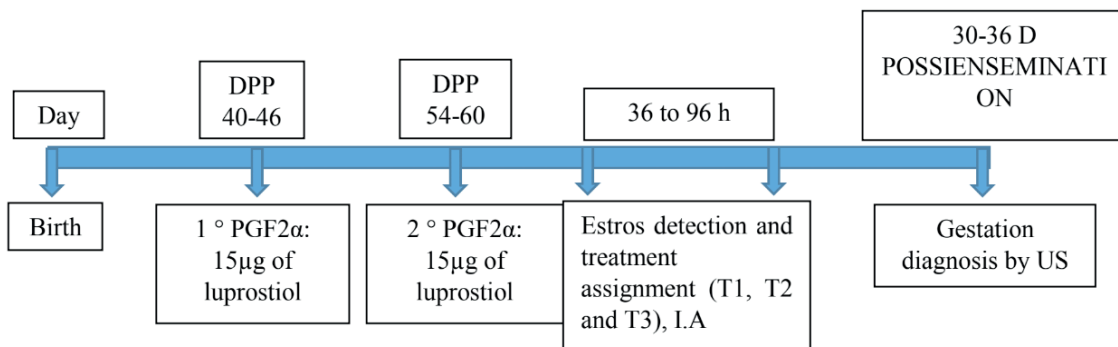 30-36 D
POSSIENSEMINATI
ON
Day
DPP
40-46
DPP
54-60
36 to 96 h
Birth
1 ° PGF2α:
15µg of
luprostiol
2 ° PGF2α:
15µg of
luprostiol
Estros detection and
treatment
assignment (T1, T2
and T3), I.A
Gestation
diagnosis by US